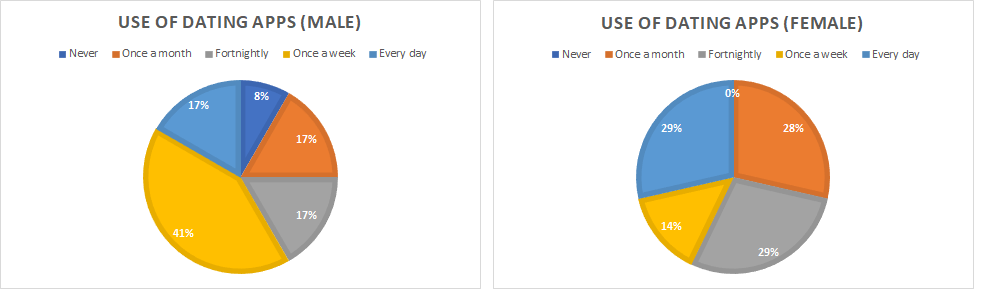 USE OF DATING APPS (MALE)
Never Once a month Fortnightly Once a week Every day
8%
17%
17%
17%
41%
USE OF DATING APPS (FEMALE)
Never Once a month Fortnightly Once a week Every day
0%
29%
28%
14%
29%